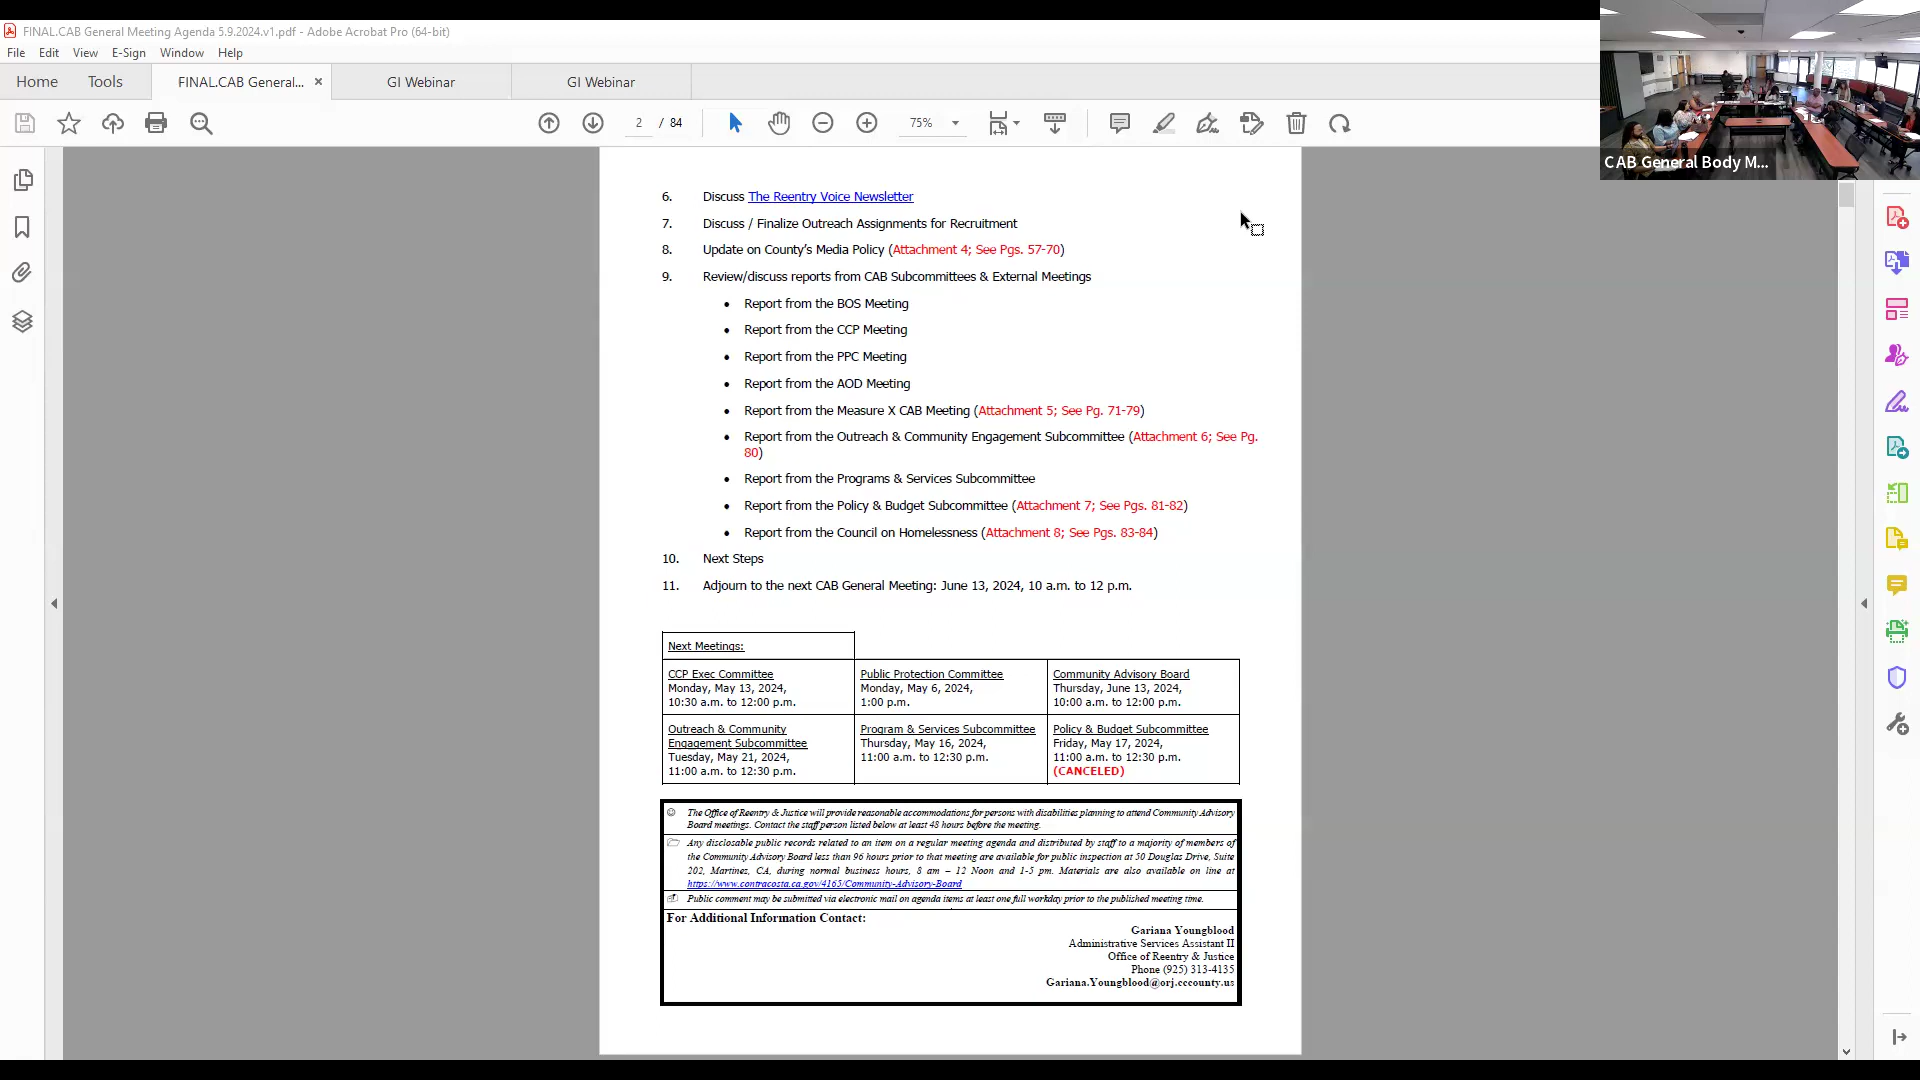 FINAL.CAB General Meeting Agenda 5.9.2024.v1.pdf - Adobe Acrobat Pro (64-bit)
File Edit View E-Sign Window Help
Home Tools FINAL.CAB General... × GI Webinar GI Webinar
2 / 84 75%
CAB General Body M...
6. Discuss The Reentry Voice Newsletter
7. Discuss / Finalize Outreach Assignments for Recruitment
8. Update on County's Media Policy (Attachment 4; See Pgs. 57-70)
9. Review/discuss reports from CAB Subcommittees & External Meetings
• Report from the BOS Meeting
• Report from the CCP Meeting
• Report from the PPC Meeting
• Report from the AOD Meeting
• Report from the Measure X CAB Meeting (Attachment 5; See Pg. 71-79)
• Report from the Outreach & Community Engagement Subcommittee (Attachment 6; See Pg.
80)
• Report from the Programs & Services Subcommittee
• Report from the Policy & Budget Subcommittee (Attachment 7; See Pgs. 81-82)
• Report from the Council on Homelessness (Attachment 8; See Pgs. 83-84)
10. Next Steps
11. Adjourn to the next CAB General Meeting: June 13, 2024, 10 a.m. to 12 p.m.
Next Meetings:
CCP Exec Committee
Monday, May 13, 2024,
10:30 a.m. to 12:00 p.m.
Public Protection Committee
Monday, May 6, 2024,
1:00 p.m.
Community Advisory Board
Thursday, June 13, 2024,
10:00 a.m. to 12:00 p.m.
Outreach & Community
Engagement Subcommittee
Tuesday, May 21, 2024,
11:00 a.m. to 12:30 p.m.
Program & Services Subcommittee
Thursday, May 16, 2024,
11:00 a.m. to 12:30 p.m.
Policy & Budget Subcommittee
Friday, May 17, 2024,
11:00 a.m. to 12:30 p.m.
(CANCELED)
The Office of Reentry & Justice will provide reasonable accommodations for persons with disabilities planning to attend Community Advisory
Board meetings. Contact the staff person listed below at least 48 hours before the meeting.
Any disclosable public records related to an item on a regular meeting agenda and distributed by staff to a majority of members of
the Community Advisory Board less than 96 hours prior to that meeting are available for public inspection at 50 Douglas Drive, Suite
202, Martinez, CA, during normal business hours, 8 am – 12 Noon and 1-5 pm. Materials are also available on line at
https://www.contracosta.ca.gov/4165/Community-Advisory-Board
Public comment may be submitted via electronic mail on agenda items at least one full workday prior to the published meeting time.
For Additional Information Contact:
Gariana Youngblood
Administrative Services Assistant II
Office of Reentry & Justice
Phone (925) 313-4135
Gariana.Youngblood@orj.cccounty.us